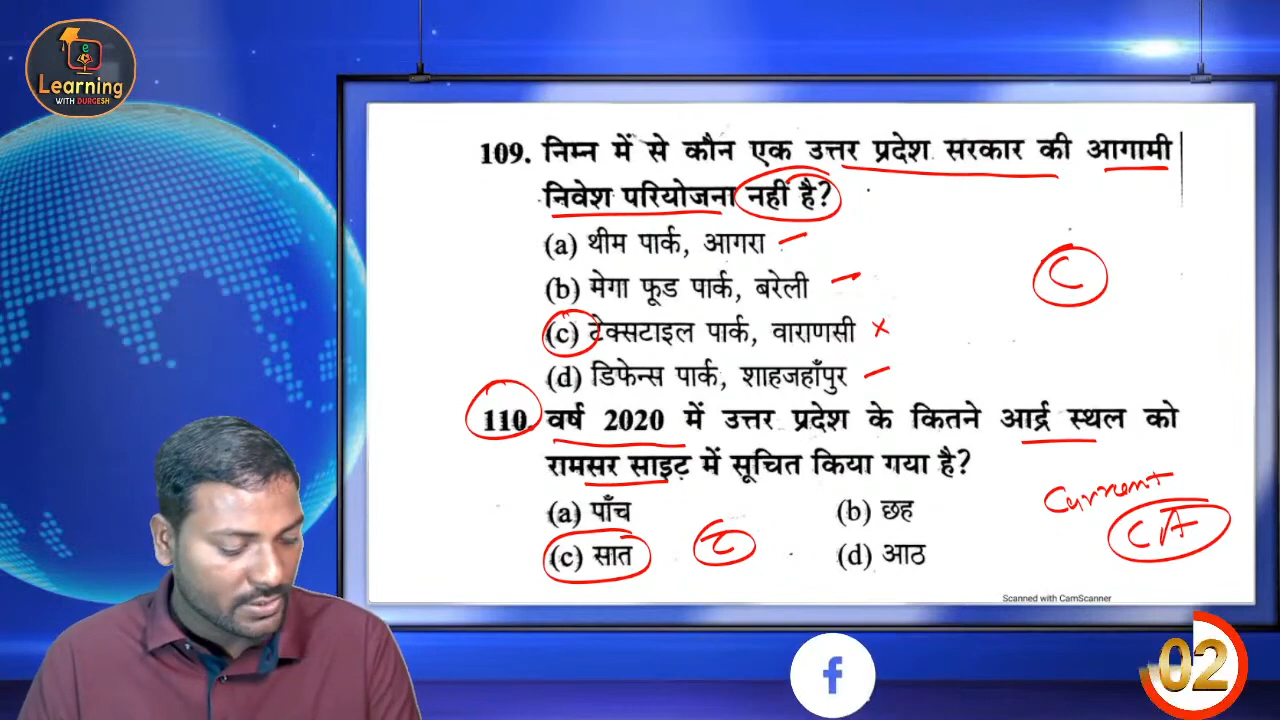 e
Learning
WITH DURGESH
109. निम्न में से कौन एक उत्तर प्रदेश सरकार की आगामी
निवेश परियोजना नहीं है?
(a) थीम पार्क, आगरा
(b) मेगा फूड पार्क, बरेली
(c) टेक्सटाइल पार्क, वाराणसी
(d) डिफेन्स पार्क, शाहजहाँपुर
C
110. वर्ष 2020 में उत्तर प्रदेश के कितने आर्द्र स्थल को
रामसर साइट में सूचित किया गया है?
(a) पाँच (b) छह
(c) सात (d) आठ
Current
CA
Scanned with CamScanner
f
02